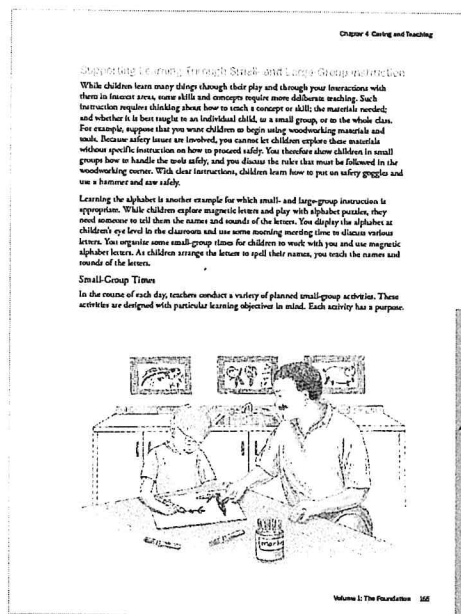 Chapter 4 Caring and Teaching
Supporting Learning Through Small- and Large-Group Instruction
While children learn many things through their play and through your interactions with
them in interest areas, some skills and concepts require more deliberate teaching. Such
instruction requires thinking about how to teach a concept or skill; the materials needed;
and whether it is best taught to an individual child, to a small group, or to the whole class.
For example, suppose that you want children to begin using woodworking materials and
tools. Because safety issues are involved, you cannot let children explore these materials
without specific instruction on how to proceed safely. You therefore show children in small
groups how to handle the tools safely, and you discuss the rules that must be followed in the
woodworking corner. With clear instructions, children learn how to put on safety goggles and
use a hammer and saw safely.
Learning the alphabet is another example for which small- and large-group instruction is
appropriate. While children explore magnetic letters and play with alphabet puzzles, they
need someone to tell them the names and sounds of the letters. You display the alphabet at
children's eye level in the classroom and use some morning meeting time to discuss various
letters. You organize some small-group times for children to work with you and use magnetic
alphabet letters. As children arrange the letters to spell their names, you teach the names and
sounds of the letters.
Small-Group Times
In the course of each day, teachers conduct a variety of planned small-group activities. These
activities are designed with particular learning objectives in mind. Each activity has a purpose.
Volume 1: The Foundation 165